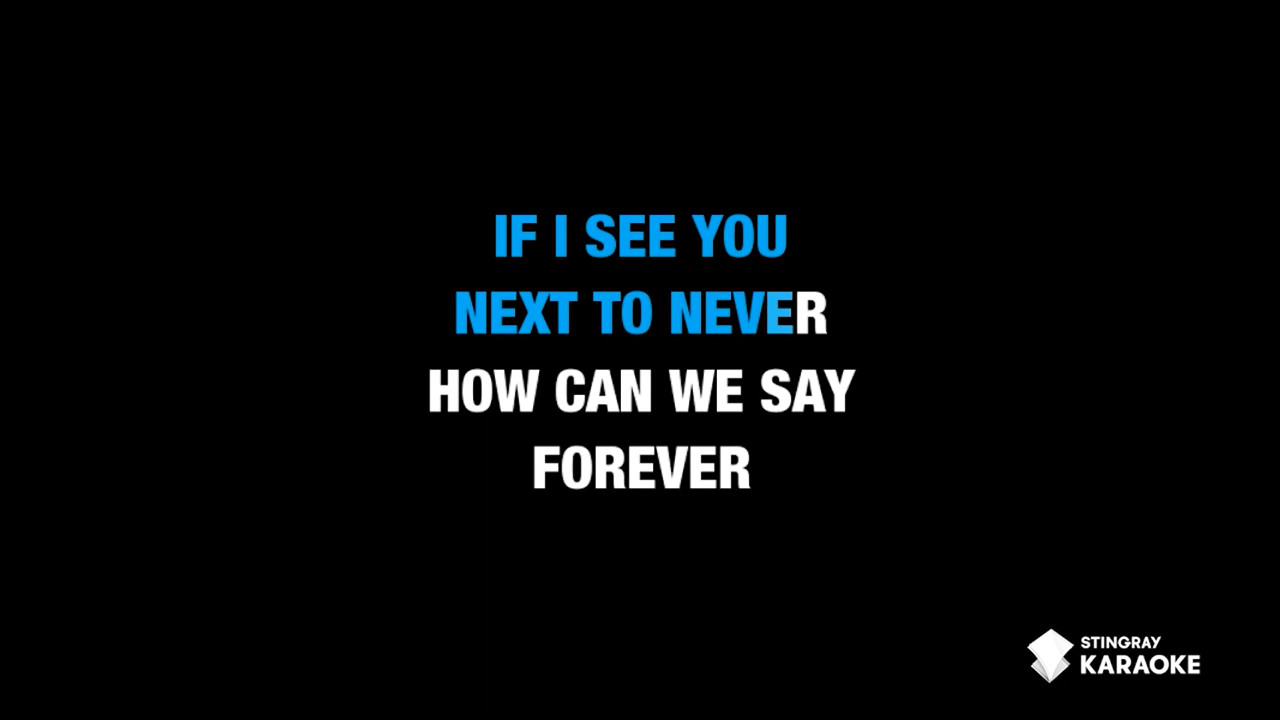 IF I SEE YOU
NEXT TO NEVER
HOW CAN WE SAY
FOREVER
STINGRAY
KARAOKE